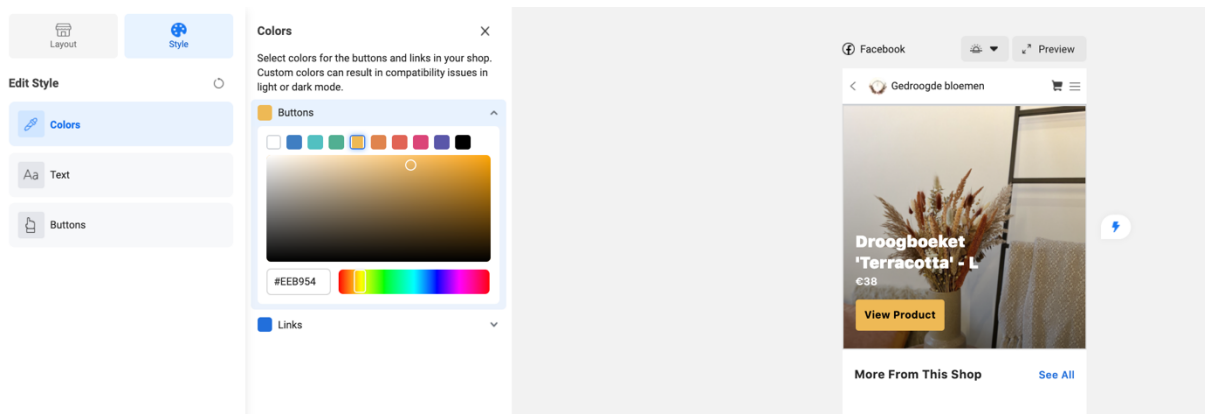 Layout
Style
Edit Style
Colors
Aa Text
Buttons
Colors
Select colors for the buttons and links in your shop.
Custom colors can result in compatibility issues in
light or dark mode.
Buttons
#EEB954
Links
Facebook
Preview
Gedroogde bloemen
Droogboeket
'Terracotta' - L
€38
View Product
More From This Shop
See All